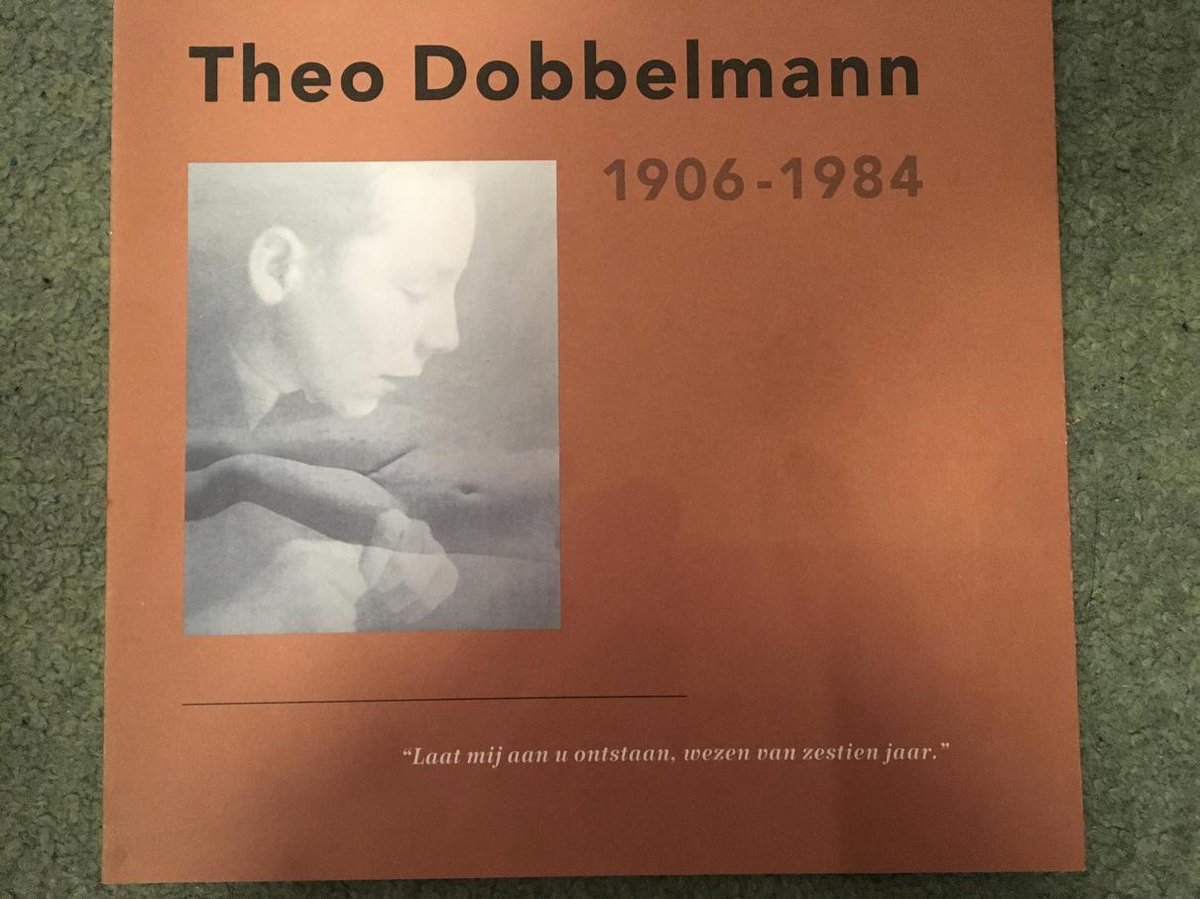 Theo Dobbelmann
1906-1984
“Laat mij aan u ontstaan, wezen van zestien jaar.”